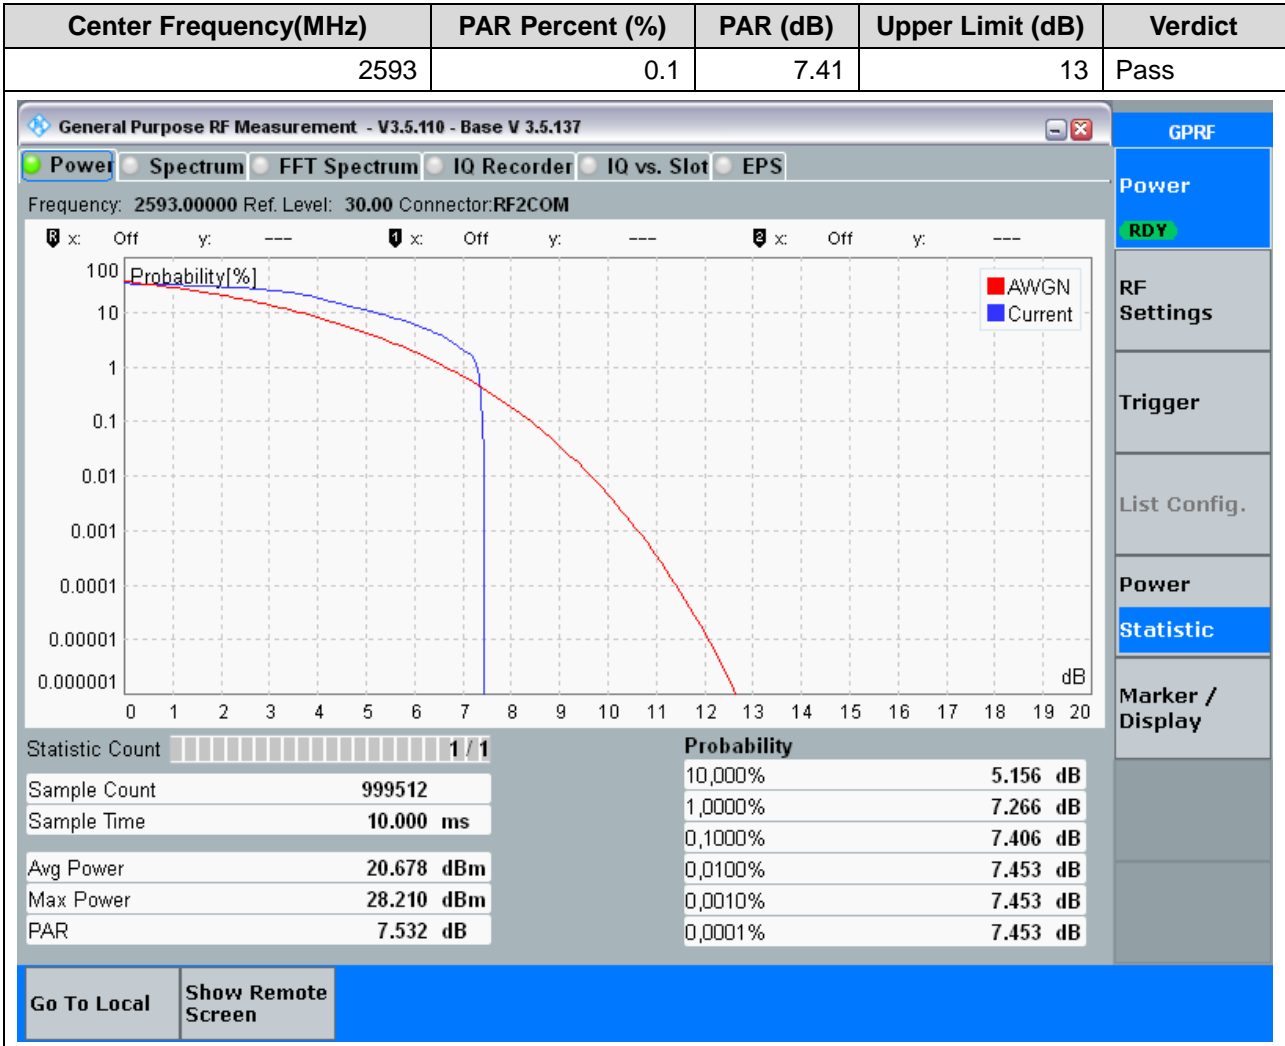 Center Frequency(MHz) PAR Percent (%) PAR (dB) Upper Limit (dB) Verdict
2593 0.1 7.41 13 Pass
General Purpose RF Measurement - V3.5.110 - Base V 3.5.137
GPRF
Power Spectrum FFT Spectrum IQ Recorder IQ vs. Slot EPS
Frequency: 2593.00000 Ref. Level: 30.00 Connector:RF2COM
R x: Off y: --- 1 x: Off y: --- 2 x: Off y: ---
Probability[%]
100
10
1
0.1
0.01
0.001
0.0001
0.00001
0.000001
AWGN
Current
dB
0 1 2 3 4 5 6 7 8 9 10 11 12 13 14 15 16 17 18 19 20
Statistic Count 1 / 1
Sample Count 999512
Sample Time 10.000 ms
Avg Power 20.678 dBm
Max Power 28.210 dBm
PAR 7.532 dB
Probability
10,000% 5.156 dB
1,0000% 7.266 dB
0,1000% 7.406 dB
0,0100% 7.453 dB
0,0010% 7.453 dB
0,0001% 7.453 dB
Power
RDY
RF
Settings
Trigger
List Config.
Power
Statistic
Marker /
Display
Go To Local
Show Remote
Screen